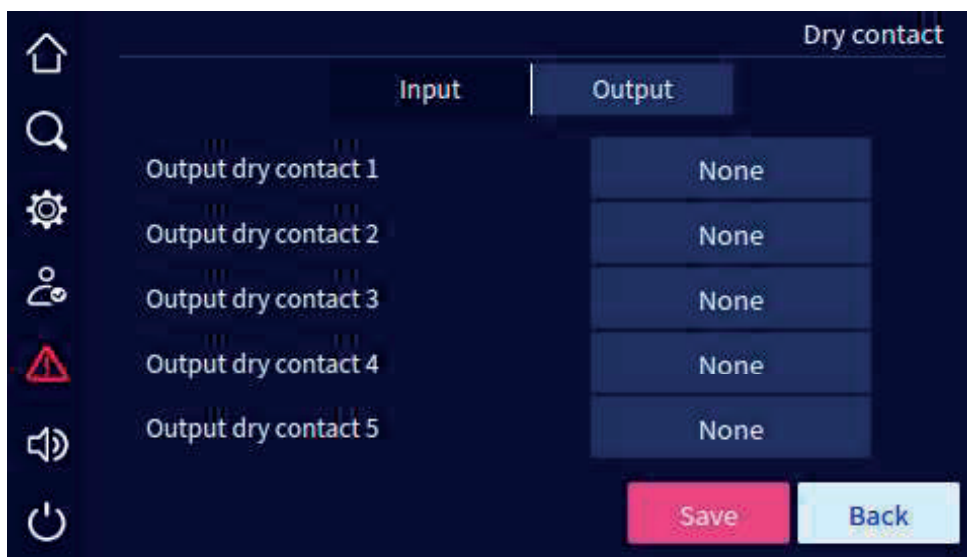 Dry contact
Input Output
Output dry contact 1 None
Output dry contact 2 None
Output dry contact 3 None
Output dry contact 4 None
Output dry contact 5 None
Save Back